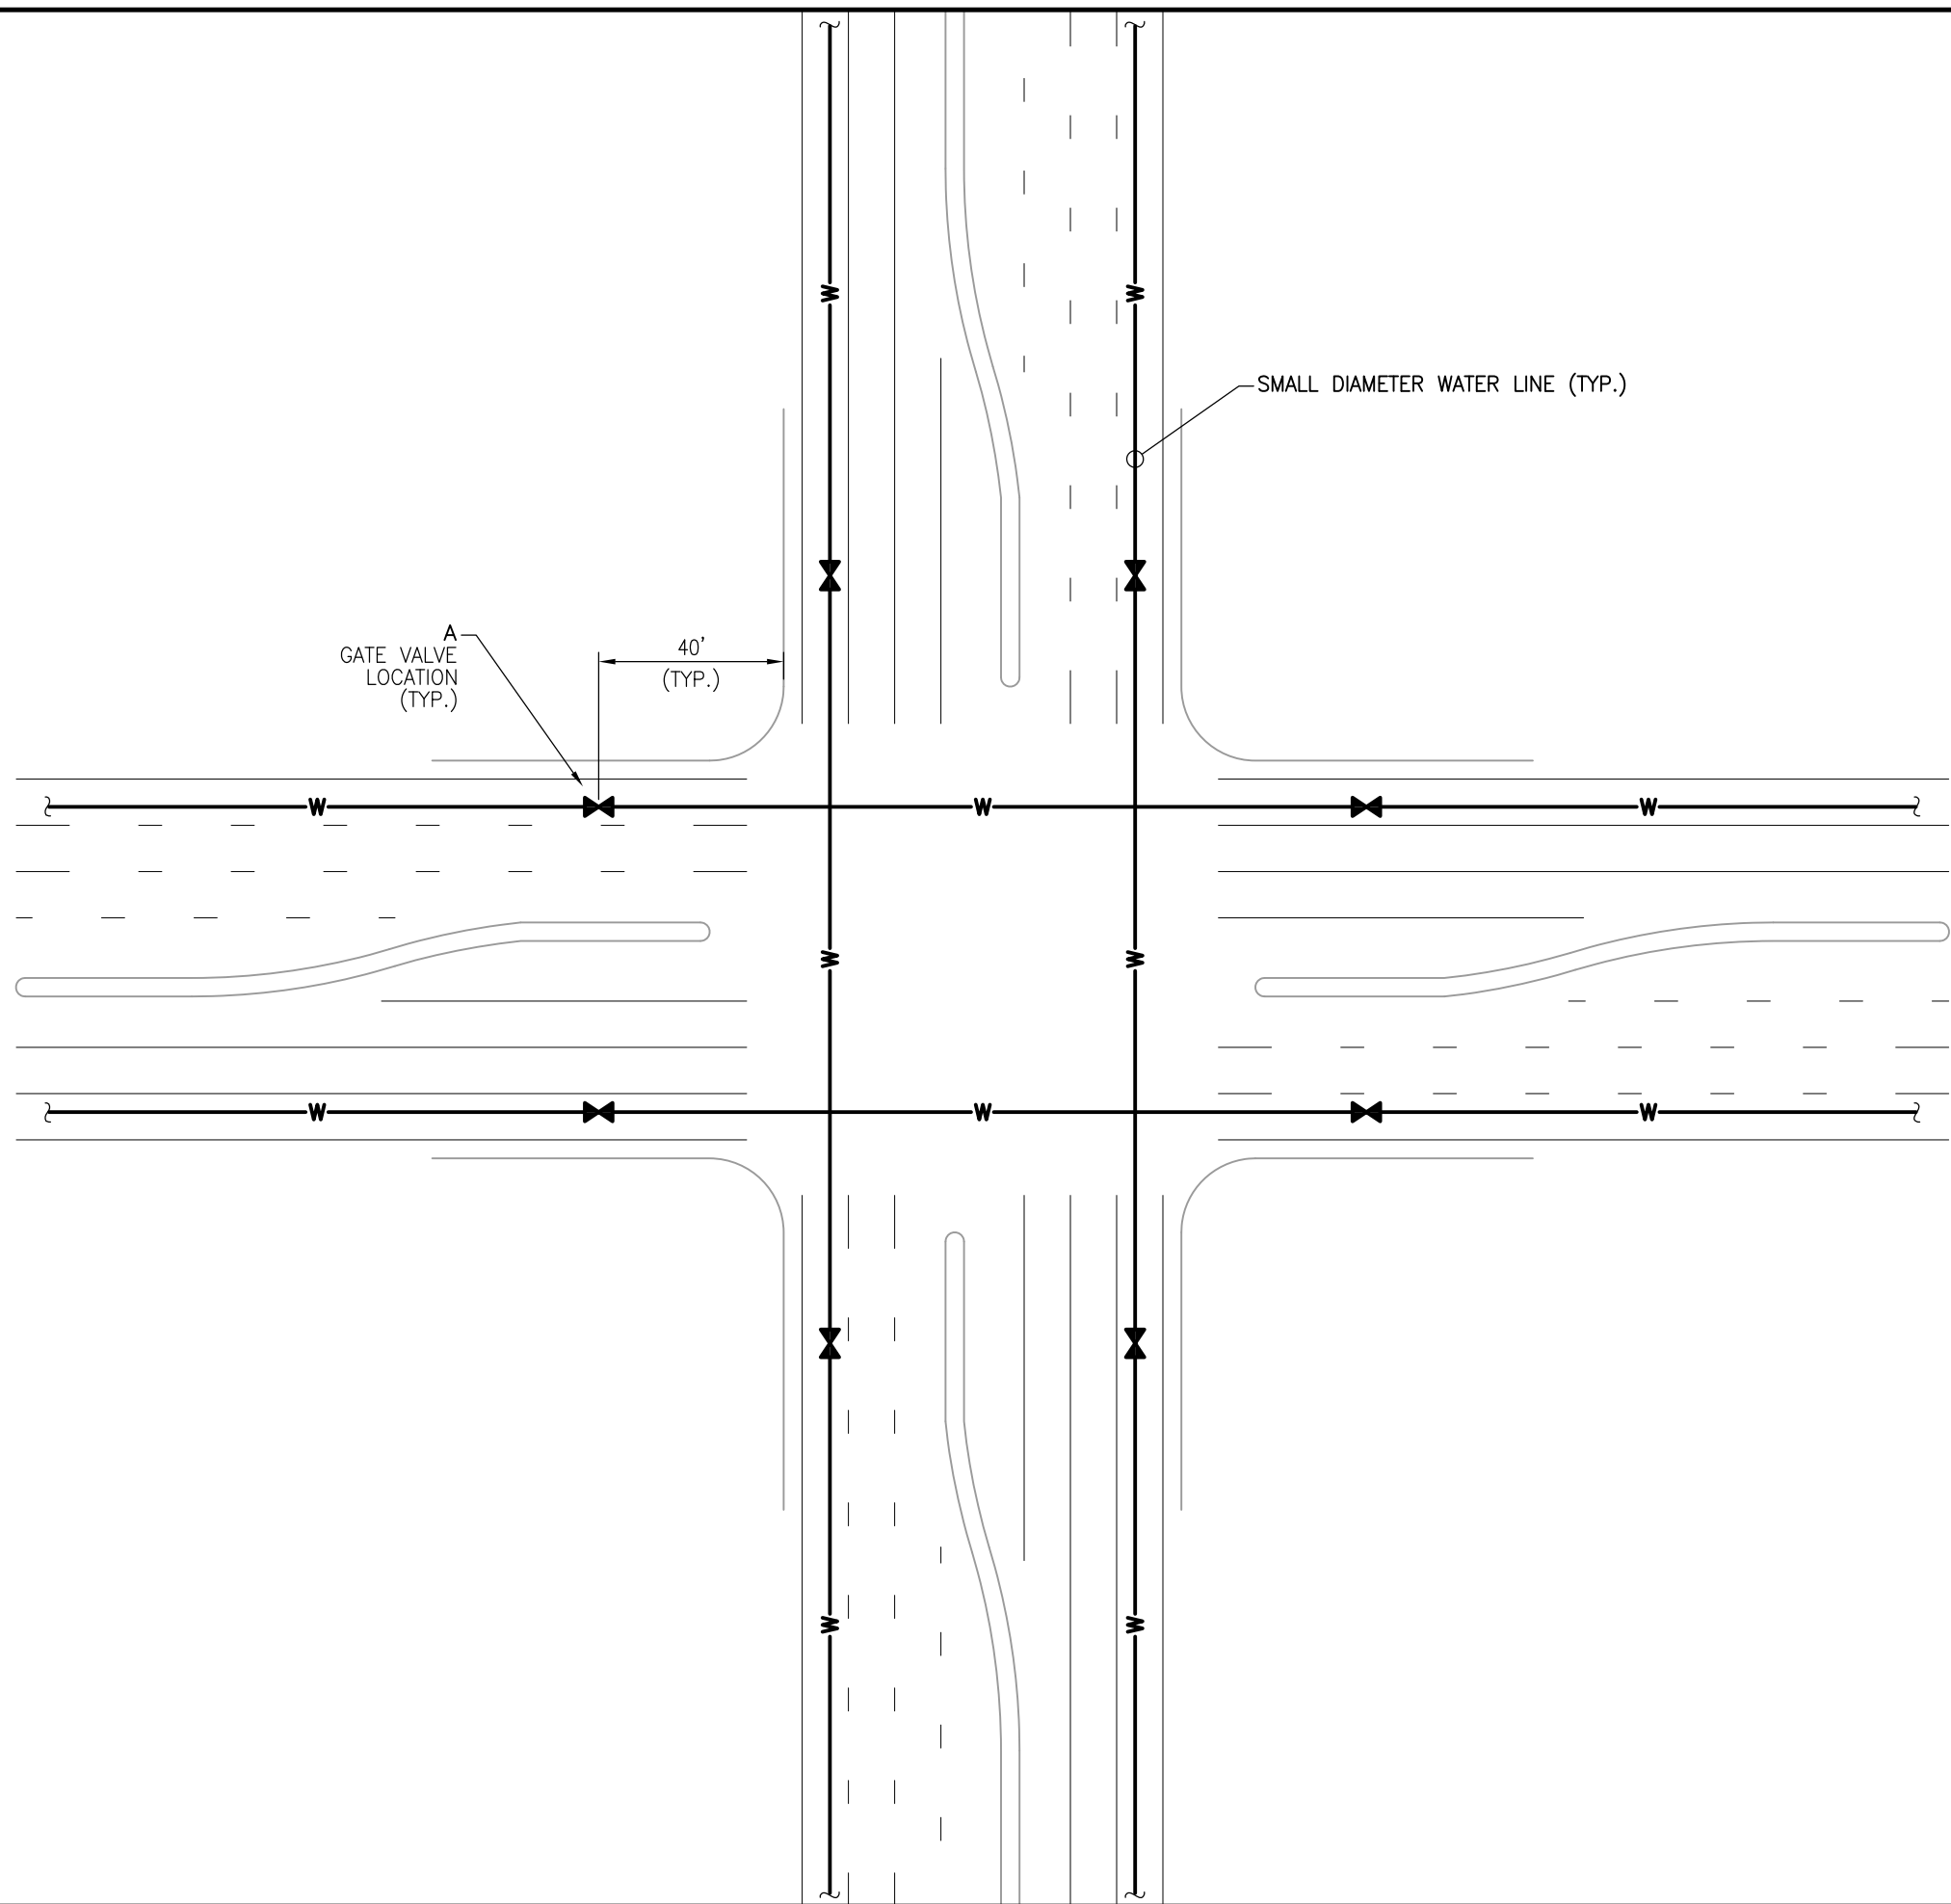 W W
SMALL DIAMETER WATER LINE (TYP.)
A
GATE VALVE
LOCATION
(TYP.)
40'
(TYP.)
W W W
W W
W W W
W W